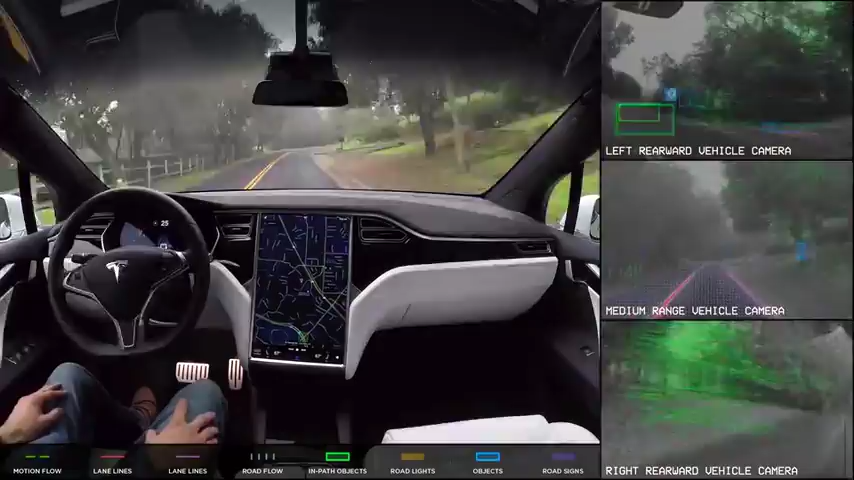 25
LEFT REARWARD VEHICLE CAMERA
MEDIUM RANGE VEHICLE CAMERA
RIGHT REARWARD VEHICLE CAMERA
MOTION FLOW
LANE LINES
LANE LINES
ROAD FLOW
IN-PATH OBJECTS
ROAD LIGHTS
OBJECTS
ROAD SIGNS